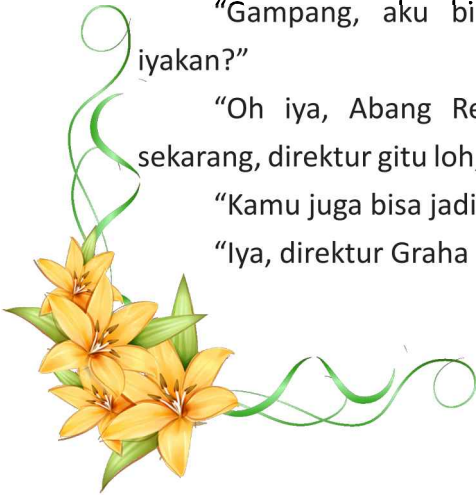 “Gampang, aku bi
iyakan?”
“Oh iya, Abang Re
sekarang, direktur gitu loh,
“Kamu juga bisa jadi
“Iya, direktur Graha